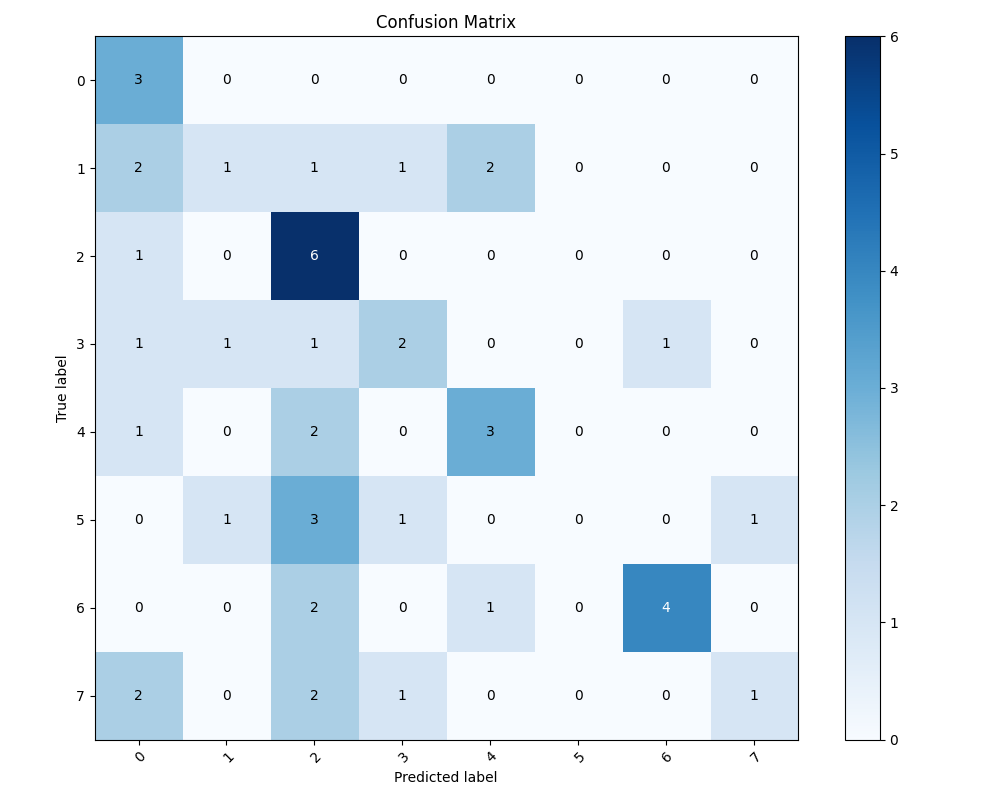 Confusion Matrix
True label
0 3 0 0 0 0 0 0 0
1 2 1 1 1 2 0 0 0
2 1 0 6 0 0 0 0 0
3 1 1 1 2 0 0 1 0
4 1 0 2 0 3 0 0 0
5 0 1 3 1 0 0 0 1
6 0 0 2 0 1 0 4 0
7 2 0 2 1 0 0 0 1
0 1 2 3 4 5 6 7
Predicted label
6
5
4
3
2
1
0